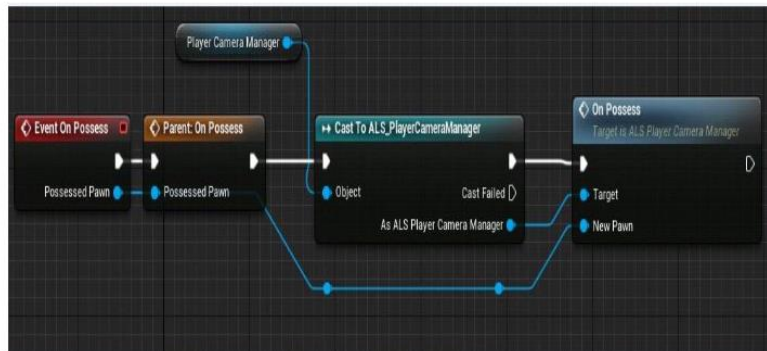 Player Camera Manager
Event On Possess
Possessed Pawn
Parent: On Possess
Possessed Pawn
Cast To ALS_PlayerCameraManager
Object
Cast Failed
As ALS Player Camera Manager
On Possess
Target is ALS Player Camera Manager
Target
New Pawn